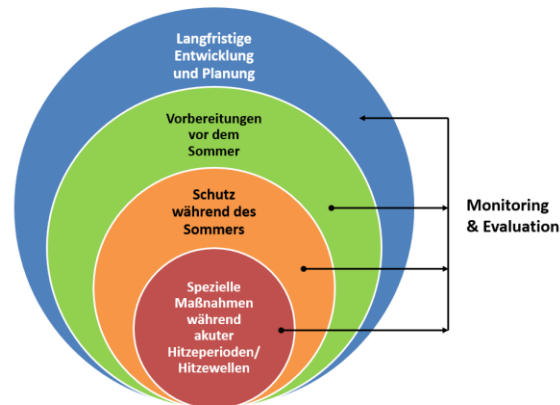 Langfristige
Entwicklung
und Planung
Vorbereitungen
vor dem
Sommer
Schutz
während des
Sommers
Spezielle
Maßnahmen
während
akuter
Hitzeperioden/
Hitzewellen
Monitoring
& Evaluation